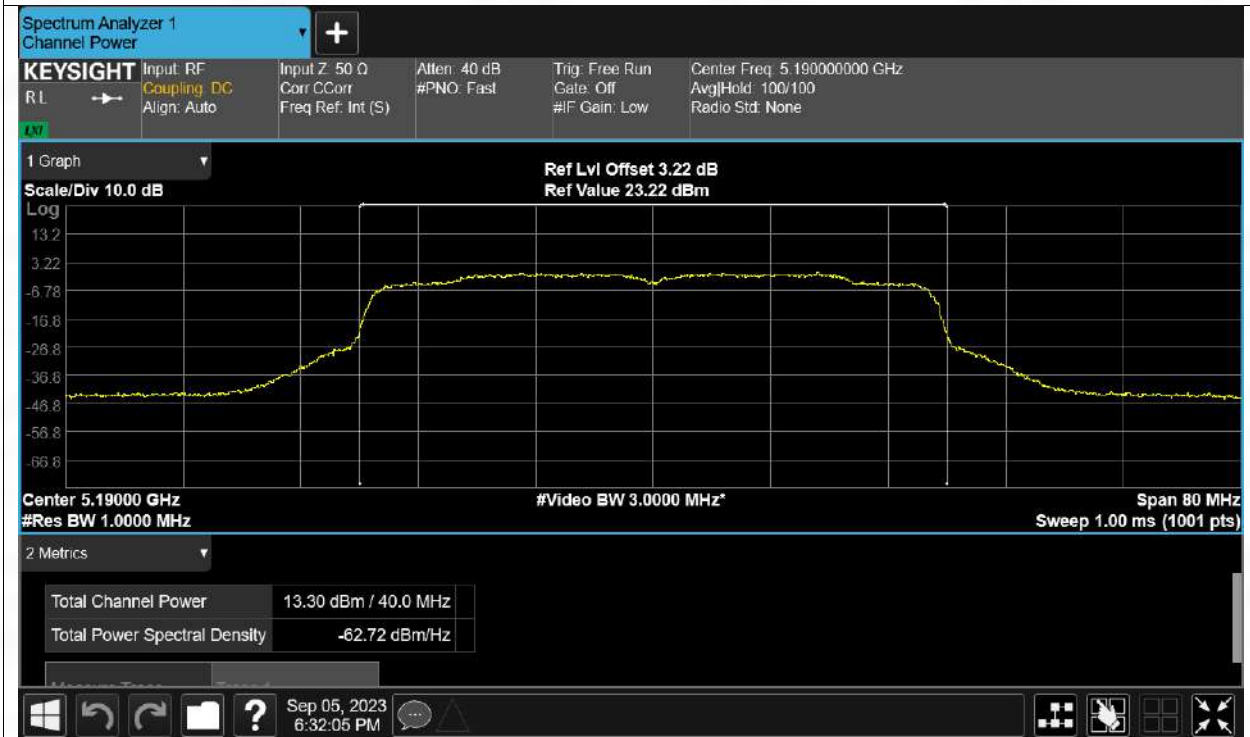 Spectrum Analyzer 1
Channel Power
KEYSIGHT
R L
LXI
Input: RF
Coupling: DC
Align: Auto
Input Z: 50 Ω
Corr CCorr
Freq Ref: Int (S)
Atten: 40 dB
#PNO: Fast
Trig: Free Run
Gate: Off
#IF Gain: Low
Center Freq: 5.190000000 GHz
Avg|Hold: 100/100
Radio Std: None
1 Graph
Scale/Div 10.0 dB
Ref Lvl Offset 3.22 dB
Ref Value 23.22 dBm
Log
13.2
3.22
-6.78
-16.8
-26.8
-36.8
-46.8
-56.8
-66.8
Center 5.19000 GHz
#Video BW 3.0000 MHz*
Span 80 MHz
#Res BW 1.0000 MHz
Sweep 1.00 ms (1001 pts)
2 Metrics
Total Channel Power 13.30 dBm / 40.0 MHz
Total Power Spectral Density -62.72 dBm/Hz
?
Sep 05, 2023
6:32:05 PM